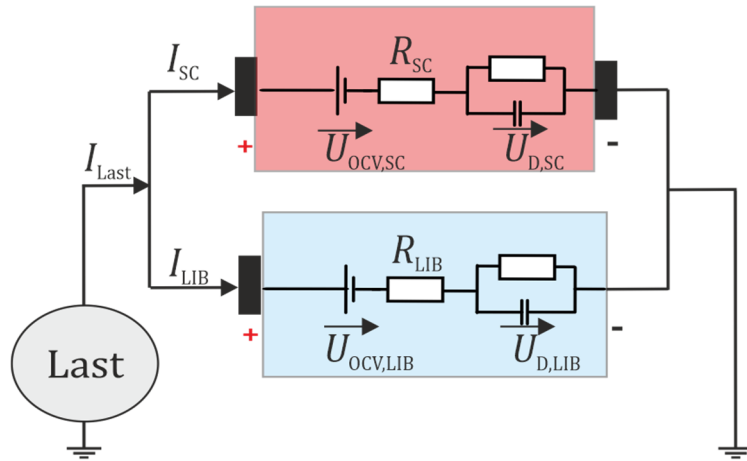 I_SC
R_SC
+
U_OCV,SC
U_D,SC
-
I_Last
I_LIB
R_LIB
+
U_OCV,LIB
U_D,LIB
-
Last